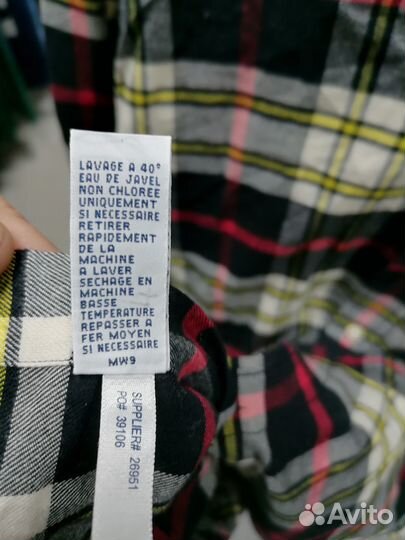 LAVAGE A 40°
EAU DE JAVEL
NON CHLOREE
UNIQUEMENT
SI NECESSAIRE
RETIRER
RAPIDEMENT
DE LA
MACHINE
A LAVER
SECHAGE EN
MACHINE
BASSE
TEMPERATURE
REPASSER A
FER MOYEN
SI NECESSAIRE
MW9
SUPPLIER# 26951
PO# 39106
Avito